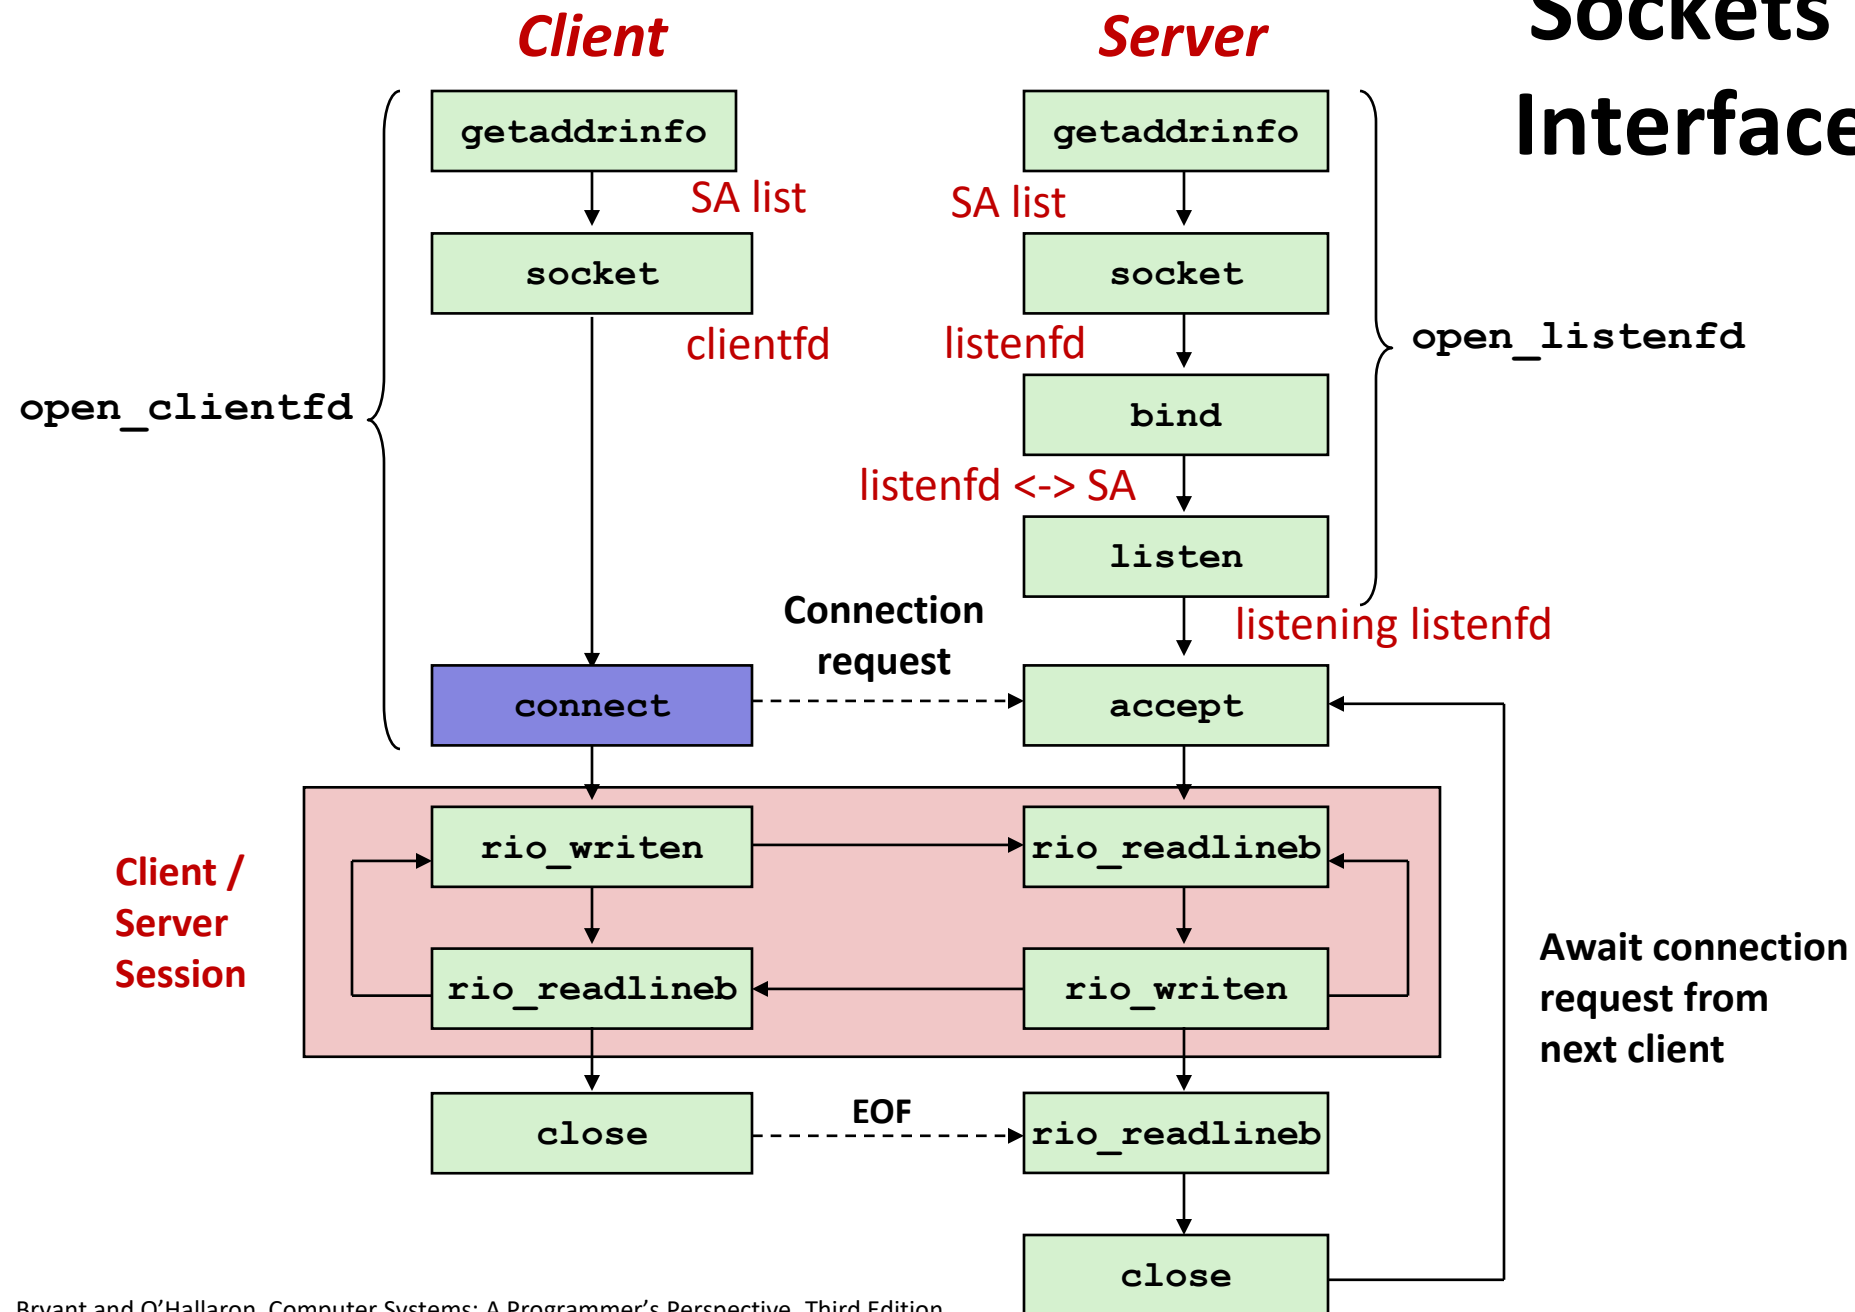 Client
Server
Sockets
Interface
getaddrinfo
getaddrinfo
SA list
SA list
socket
socket
clientfd
listenfd
open_listenfd
open_clientfd
bind
listenfd <-> SA
listen
Connection
request
listening listenfd
connect
accept
rio_writen
rio_readlineb
Client /
Server
Session
rio_readlineb
rio_writen
Await connection
request from
next client
close
EOF
rio_readlineb
close
Bryant and O'Hallaron, Computer Systems: A Programmer's Perspective, Third Edition